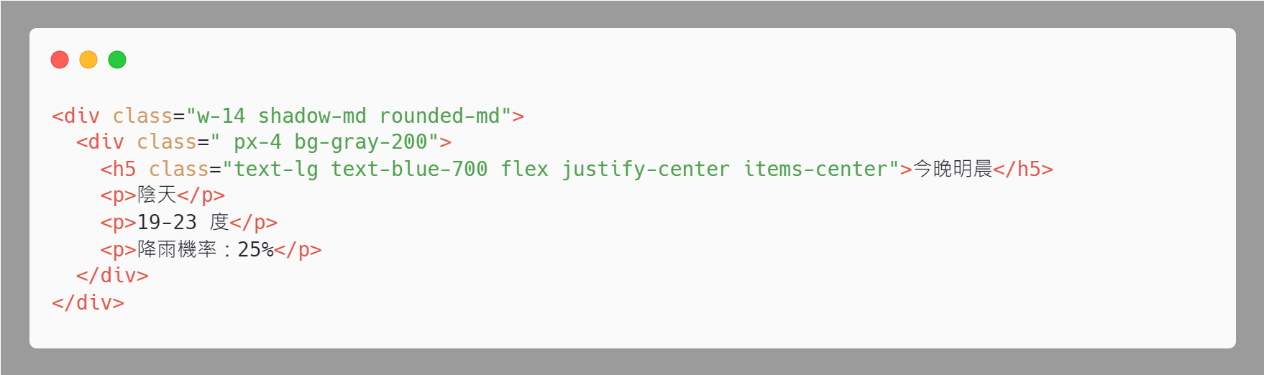 <div class="w-14 shadow-md rounded-md">
  <div class=" px-4 bg-gray-200">
    <h5 class="text-lg text-blue-700 flex justify-center items-center">今晚明晨</h5>
    <p>陰天</p>
    <p>19-23 度</p>
    <p>降雨機率：25%</p>
  </div>
</div>